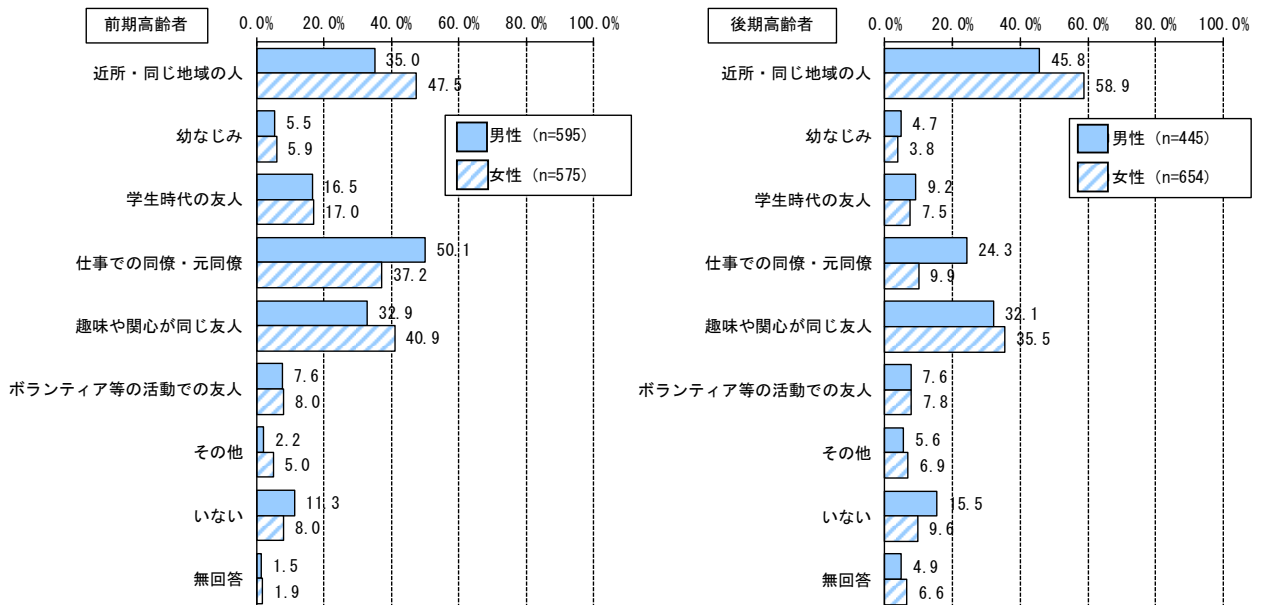 前期高齢者
0.0% 20.0% 40.0% 60.0% 80.0% 100.0%
近所・同じ地域の人 35.0
47.5
幼なじみ 5.5
5.9
学生時代の友人 16.5
17.0
仕事での同僚・元同僚 50.1
37.2
趣味や関心が同じ友人 32.9
40.9
ボランティア等の活動での友人 7.6
8.0
その他 2.2
5.0
いない 11.3
8.0
無回答 1.5
1.9
男性 (n=595)
女性 (n=575)
後期高齢者
0.0% 20.0% 40.0% 60.0% 80.0% 100.0%
近所・同じ地域の人 45.8
58.9
幼なじみ 4.7
3.8
学生時代の友人 9.2
7.5
仕事での同僚・元同僚 24.3
9.9
趣味や関心が同じ友人 32.1
35.5
ボランティア等の活動での友人 7.6
7.8
その他 5.6
6.9
いない 15.5
9.6
無回答 4.9
6.6
男性 (n=445)
女性 (n=654)